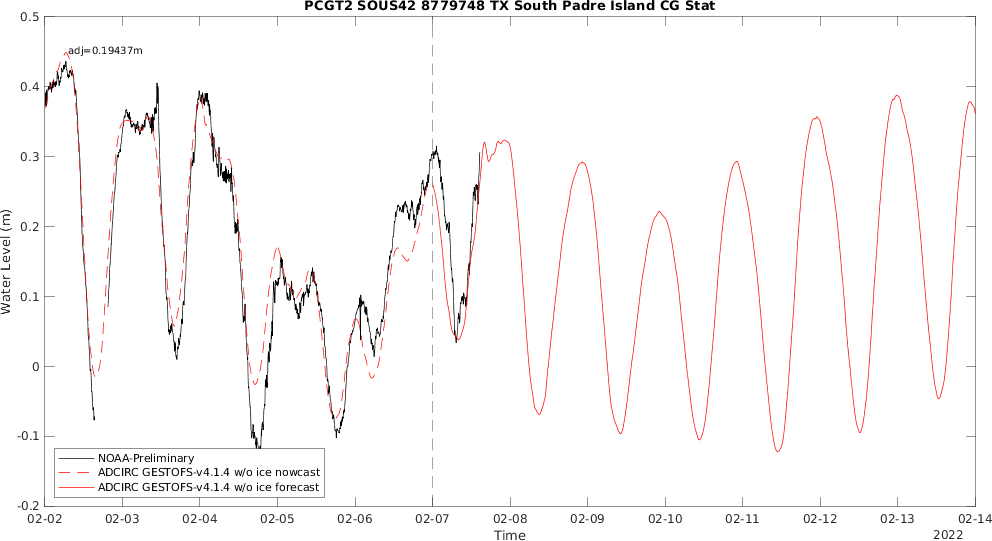 PCGT2 SOUS42 8779748 TX South Padre Island CG Stat
adj=0.19437m
0.5
0.4
0.3
0.2
0.1
0
-0.1
-0.2
Water Level (m)
NOAA-Preliminary
ADCIRC GESTOFS-v4.1.4 w/o ice nowcast
ADCIRC GESTOFS-v4.1.4 w/o ice forecast
02-02 02-03 02-04 02-05 02-06 02-07 02-08 02-09 02-10 02-11 02-12 02-13 02-14
Time
2022